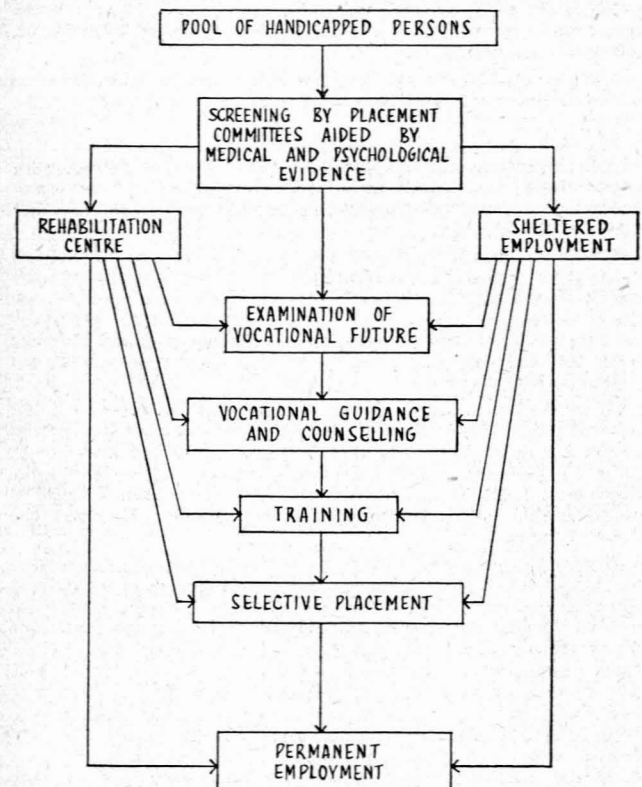 POOL OF HANDICAPPED PERSONS
SCREENING BY PLACEMENT
COMMITTEES AIDED BY
MEDICAL AND PSYCHOLOGICAL
EVIDENCE
REHABILITATION
CENTRE
SHELTERED
EMPLOYMENT
EXAMINATION OF
VOCATIONAL FUTURE
VOCATIONAL GUIDANCE
AND COUNSELLING
TRAINING
SELECTIVE PLACEMENT
PERMANENT
EMPLOYMENT